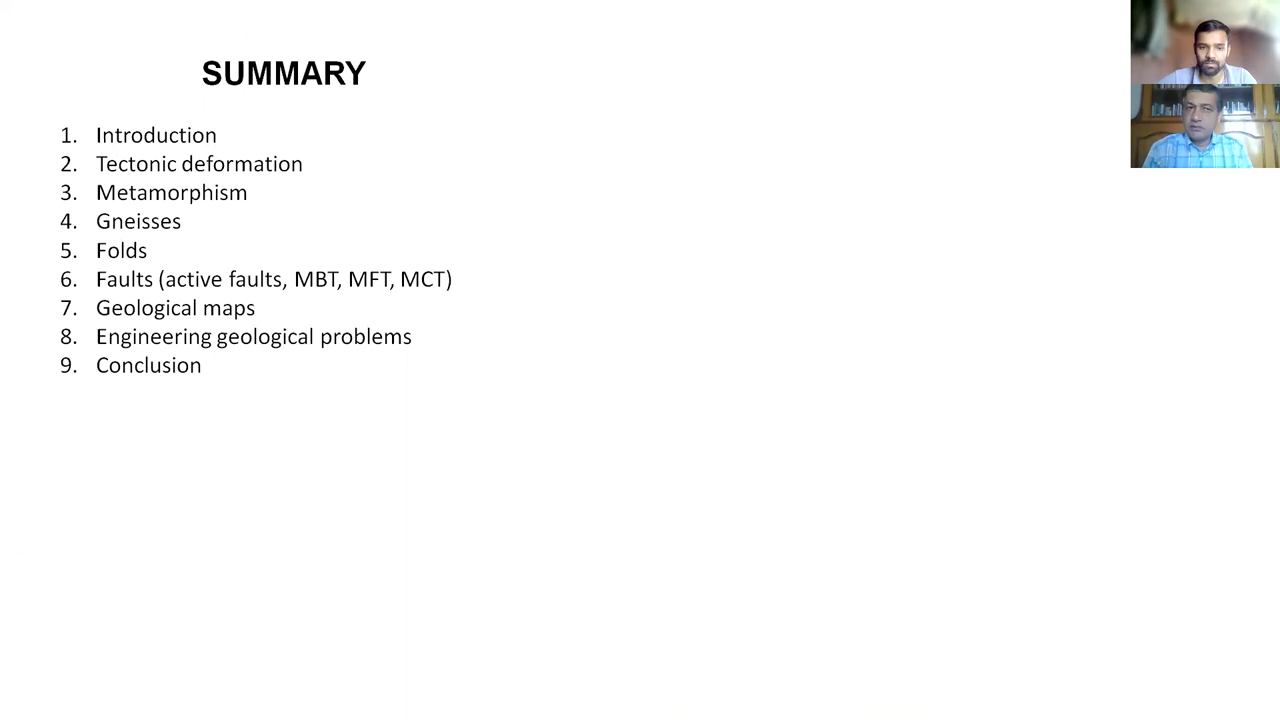 SUMMARY
1. Introduction
2. Tectonic deformation
3. Metamorphism
4. Gneisses
5. Folds
6. Faults (active faults, MBT, MFT, MCT)
7. Geological maps
8. Engineering geological problems
9. Conclusion